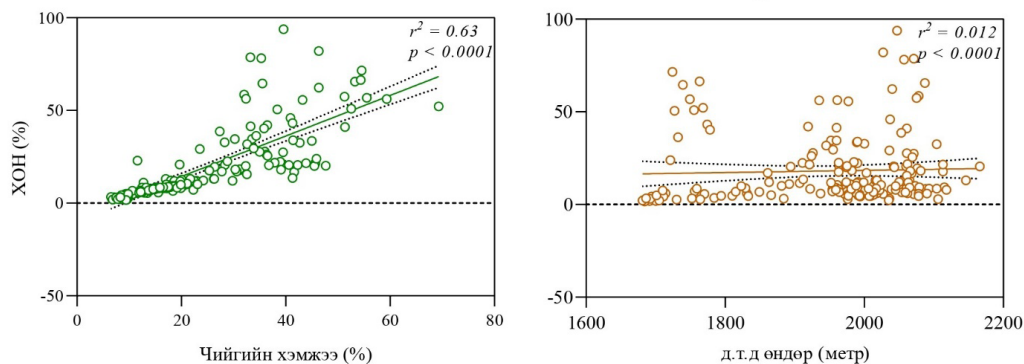 100
50
0
-50
ХОН (%)
r² = 0.63
p < 0.0001
0
20
40
60
80
Чийгийн хэмжээ (%)
100
50
0
-50
r² = 0.012
p < 0.0001
1600
1800
2000
2200
д.т.д өндөр (метр)